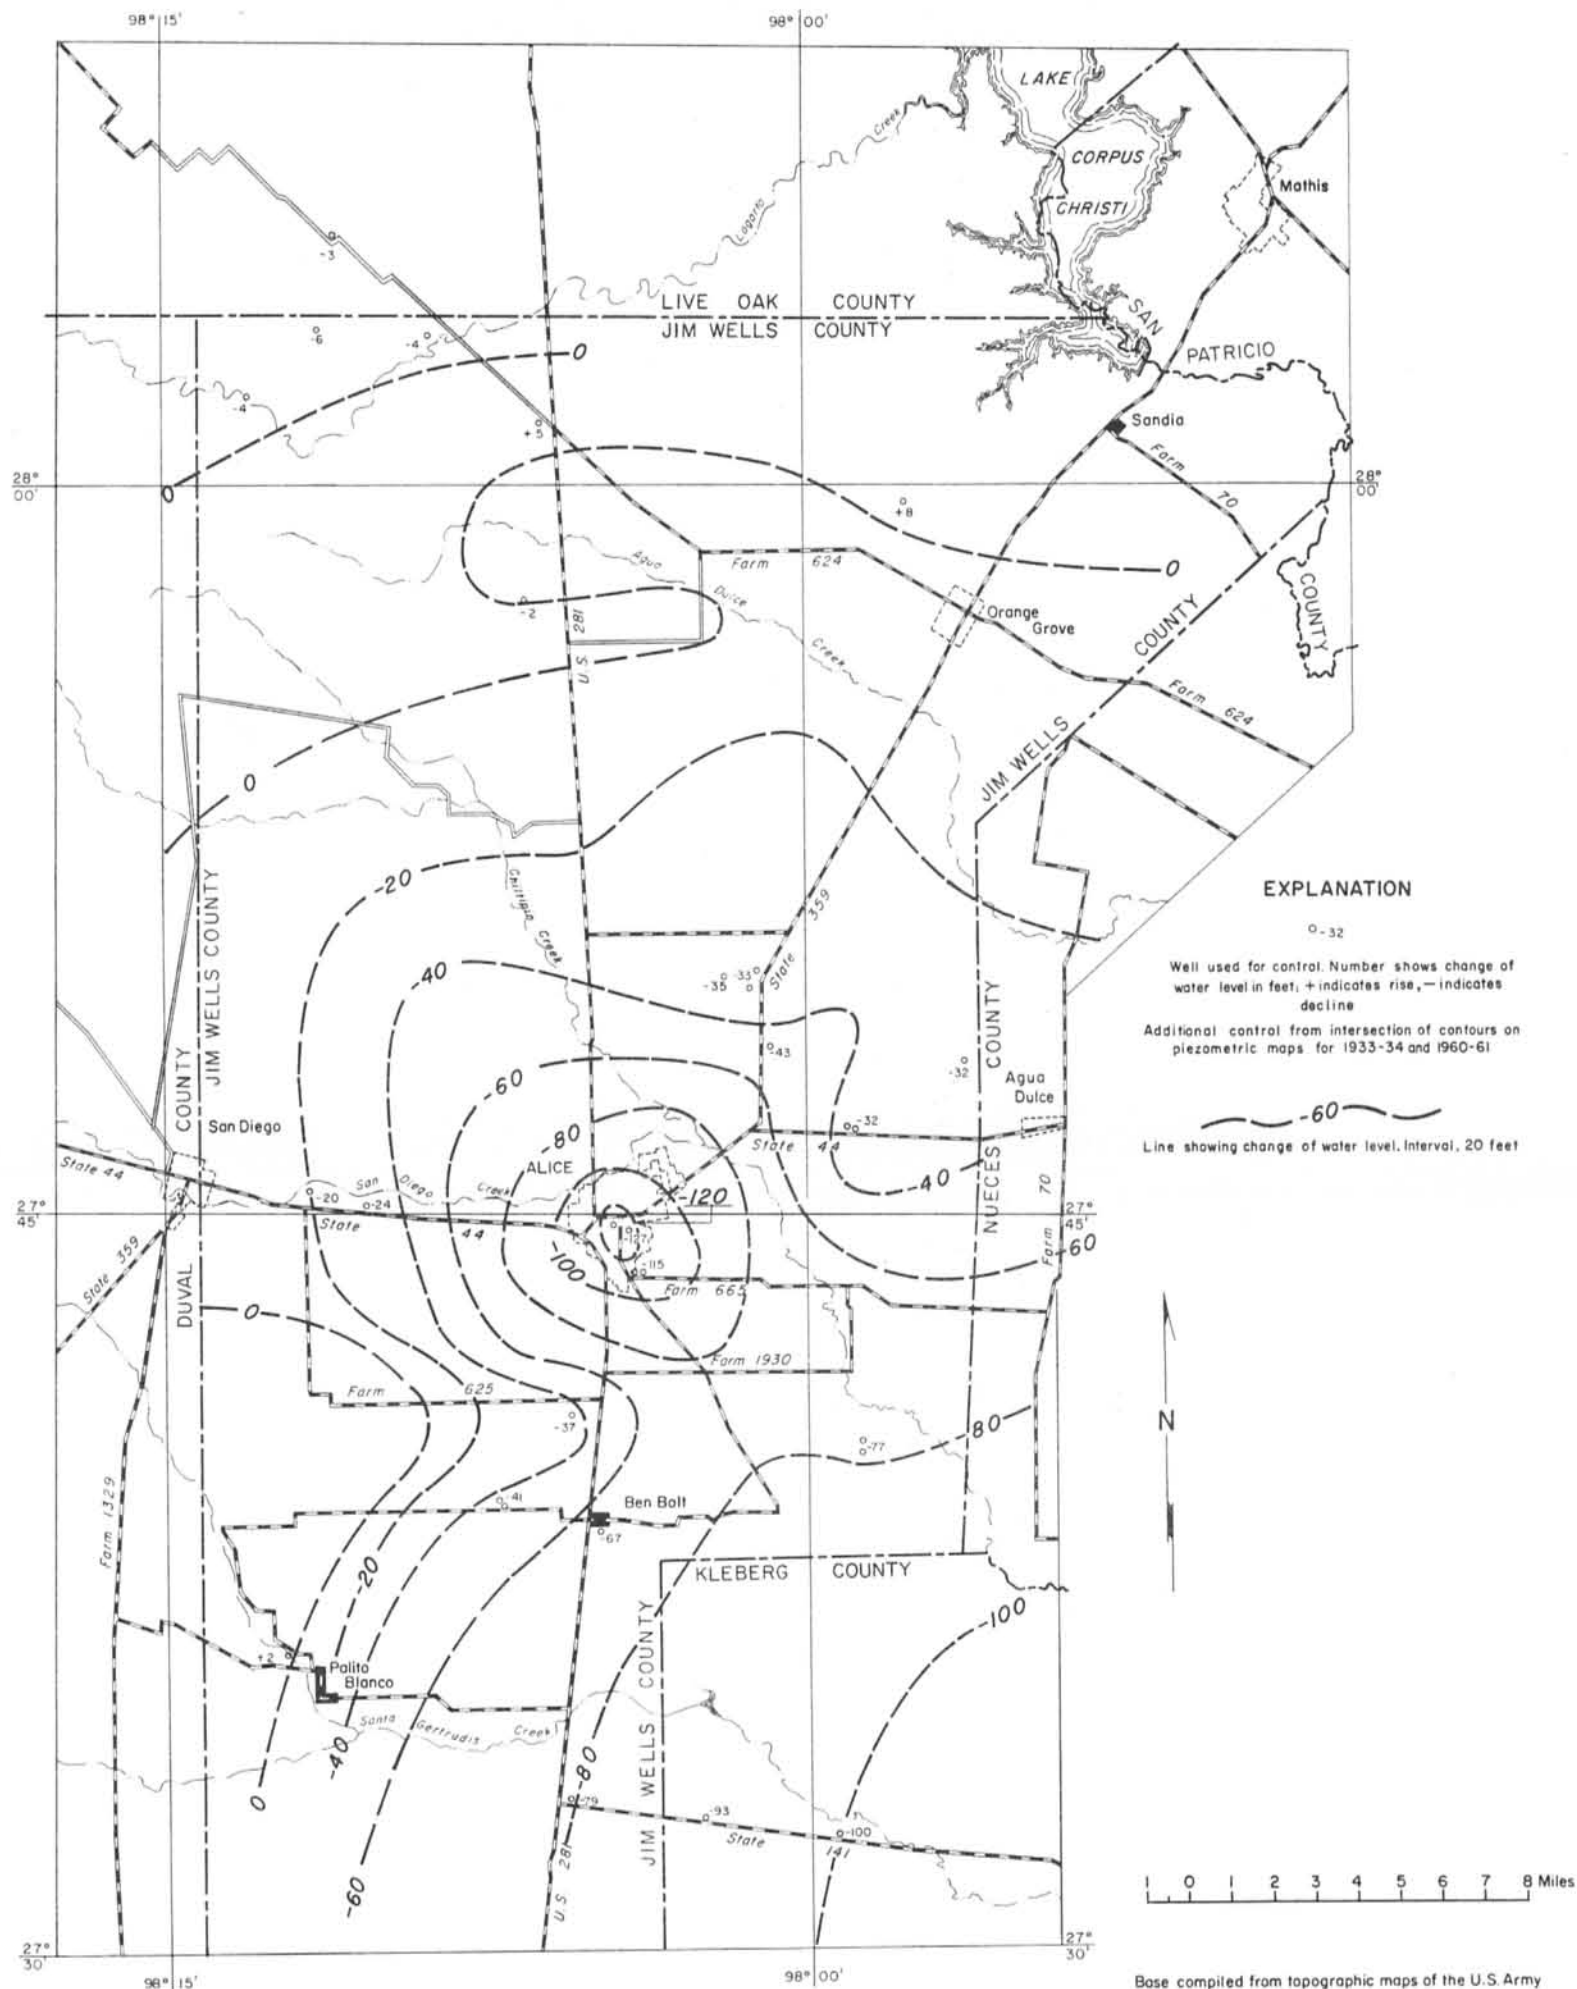 98° 15'
98° 00'
LAKE
CORPUS
CHRISTI
Mathis
Creek
Lagarto
-3
LIVE OAK COUNTY
JIM WELLS COUNTY
SAN
PATRICIO
COUNTY
-6
-4
0
-4
+5
Sandia
Farm 70
28° 00'
0
28° 00'
+8
Agua Dulce Creek
Farm 624
0
-2
U.S. 281
Orange
Grove
JIM WELLS COUNTY
Farm 624
0
-20
Chiltipin Creek
State 359
EXPLANATION
-32
Well used for control. Number shows change of
water level in feet; + indicates rise, — indicates
decline
Additional control from intersection of contours on
piezometric maps for 1933-34 and 1960-61
-60
Line showing change of water level. Interval, 20 feet
DUVAL COUNTY
JIM WELLS COUNTY
-40
-35
-33
-43
-32
NUECES COUNTY
Agua
Dulce
-60
San Diego
-80
ALICE
-32
State 44
State 44
San Diego Creek
-40
-20
-24
-120
27° 45'
State 44
-127
27° 45'
Farm 70
-60
State 359
-100
-115
Farm 665
0
Farm 1930
Farm 625
-37
-80
-77
N
Farm 1329
-41
Ben Bolt
-67
-20
KLEBERG COUNTY
JIM WELLS COUNTY
-100
+2
Palito
Blanco
Santa Gertrudis Creek
-40
-80
0
-79
-93
State 141
-100
-60
U.S. 281
1 0 1 2 3 4 5 6 7 8 Miles
27° 30'
27° 30'
98° 15'
98° 00'
Base compiled from topographic maps of the U.S. Army